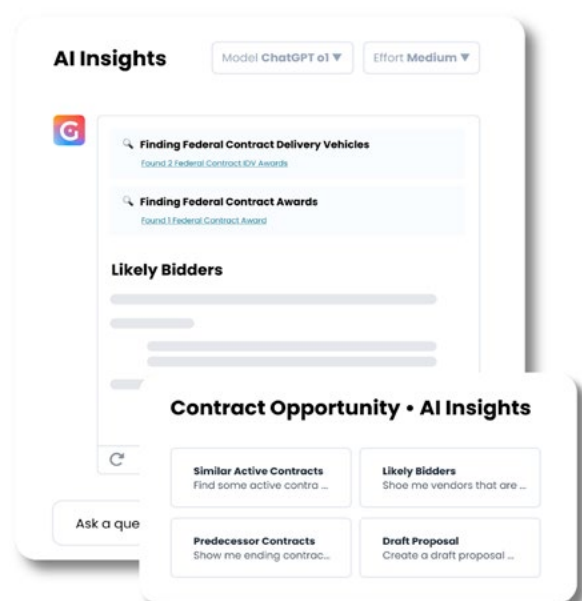 AI Insights
Model ChatGPT o1 ▼
Effort Medium ▼
G
Finding Federal Contract Delivery Vehicles
Found 2 Federal Contract IDV Awards
Finding Federal Contract Awards
Found 1 Federal Contract Award
Likely Bidders
Ask a que
Contract Opportunity • AI Insights
Similar Active Contracts
Find some active contra ...
Likely Bidders
Shoe me vendors that are ...
Predecessor Contracts
Show me ending contrac...
Draft Proposal
Create a draft proposal ...